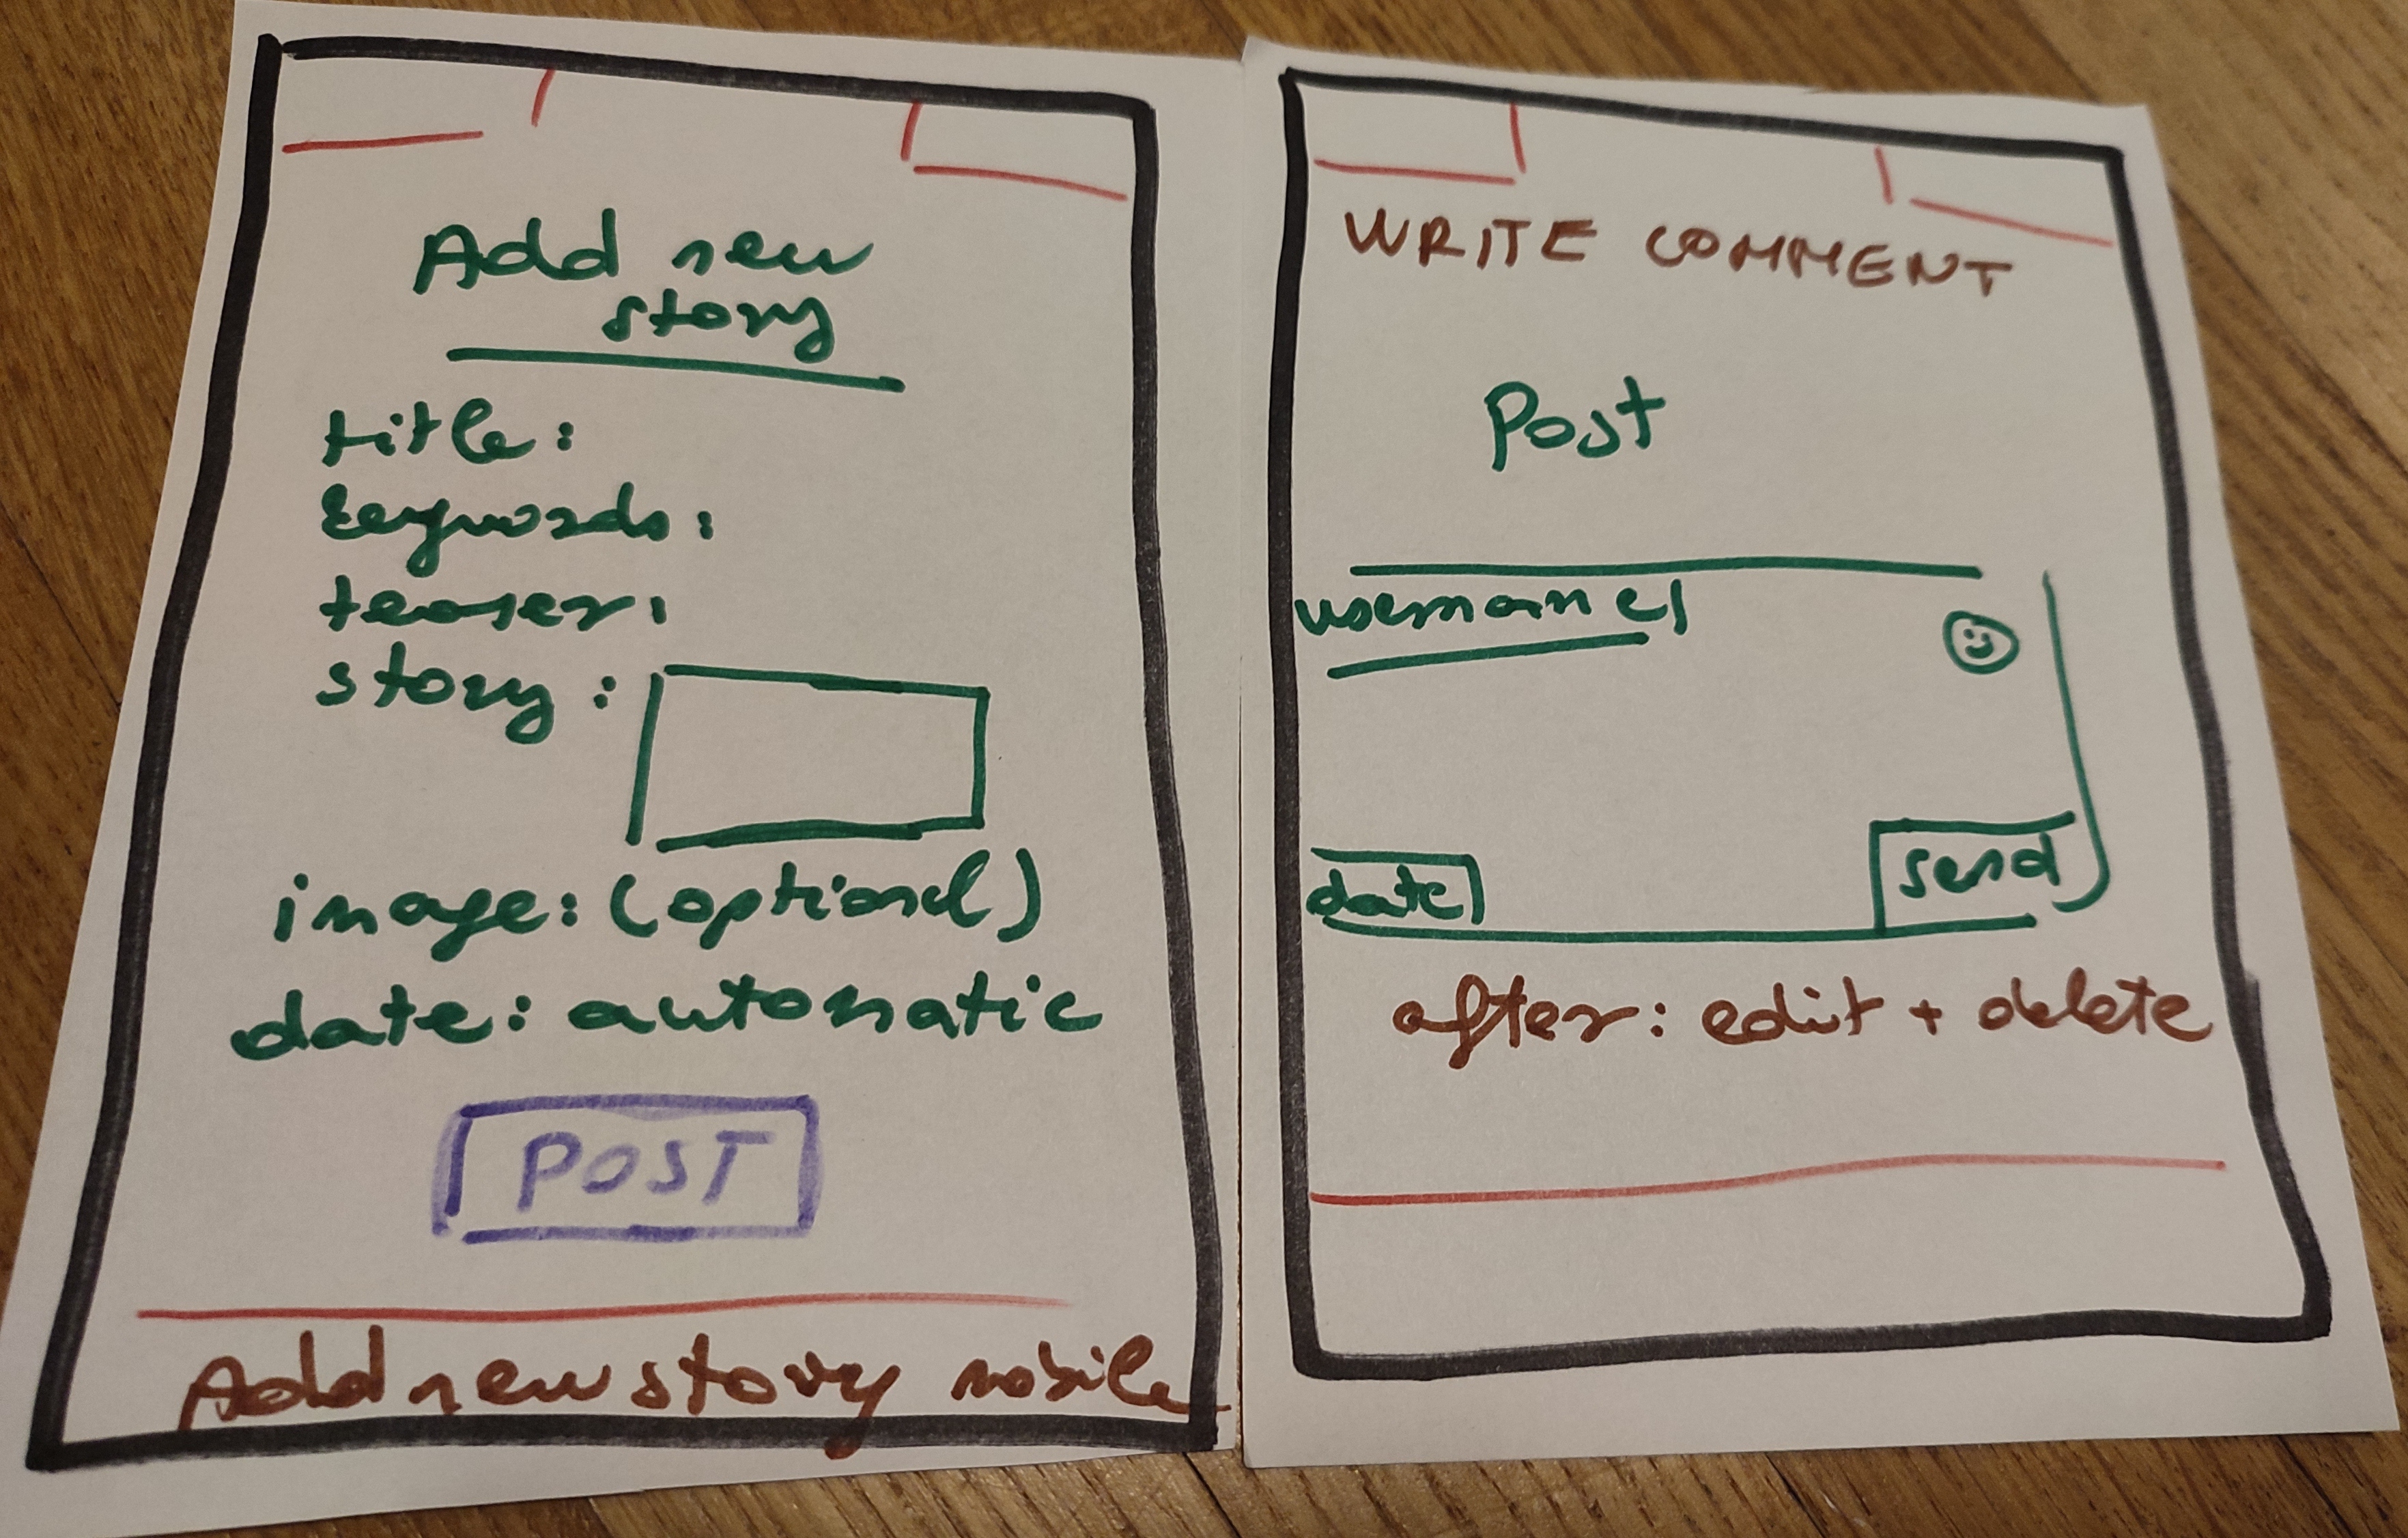 Add new
story
title:
keywords:
teaser:
story:
image: (optional)
date: automatic
POST
Add new story mobile
WRITE COMMENT
Post
username
date
send
after: edit + delete